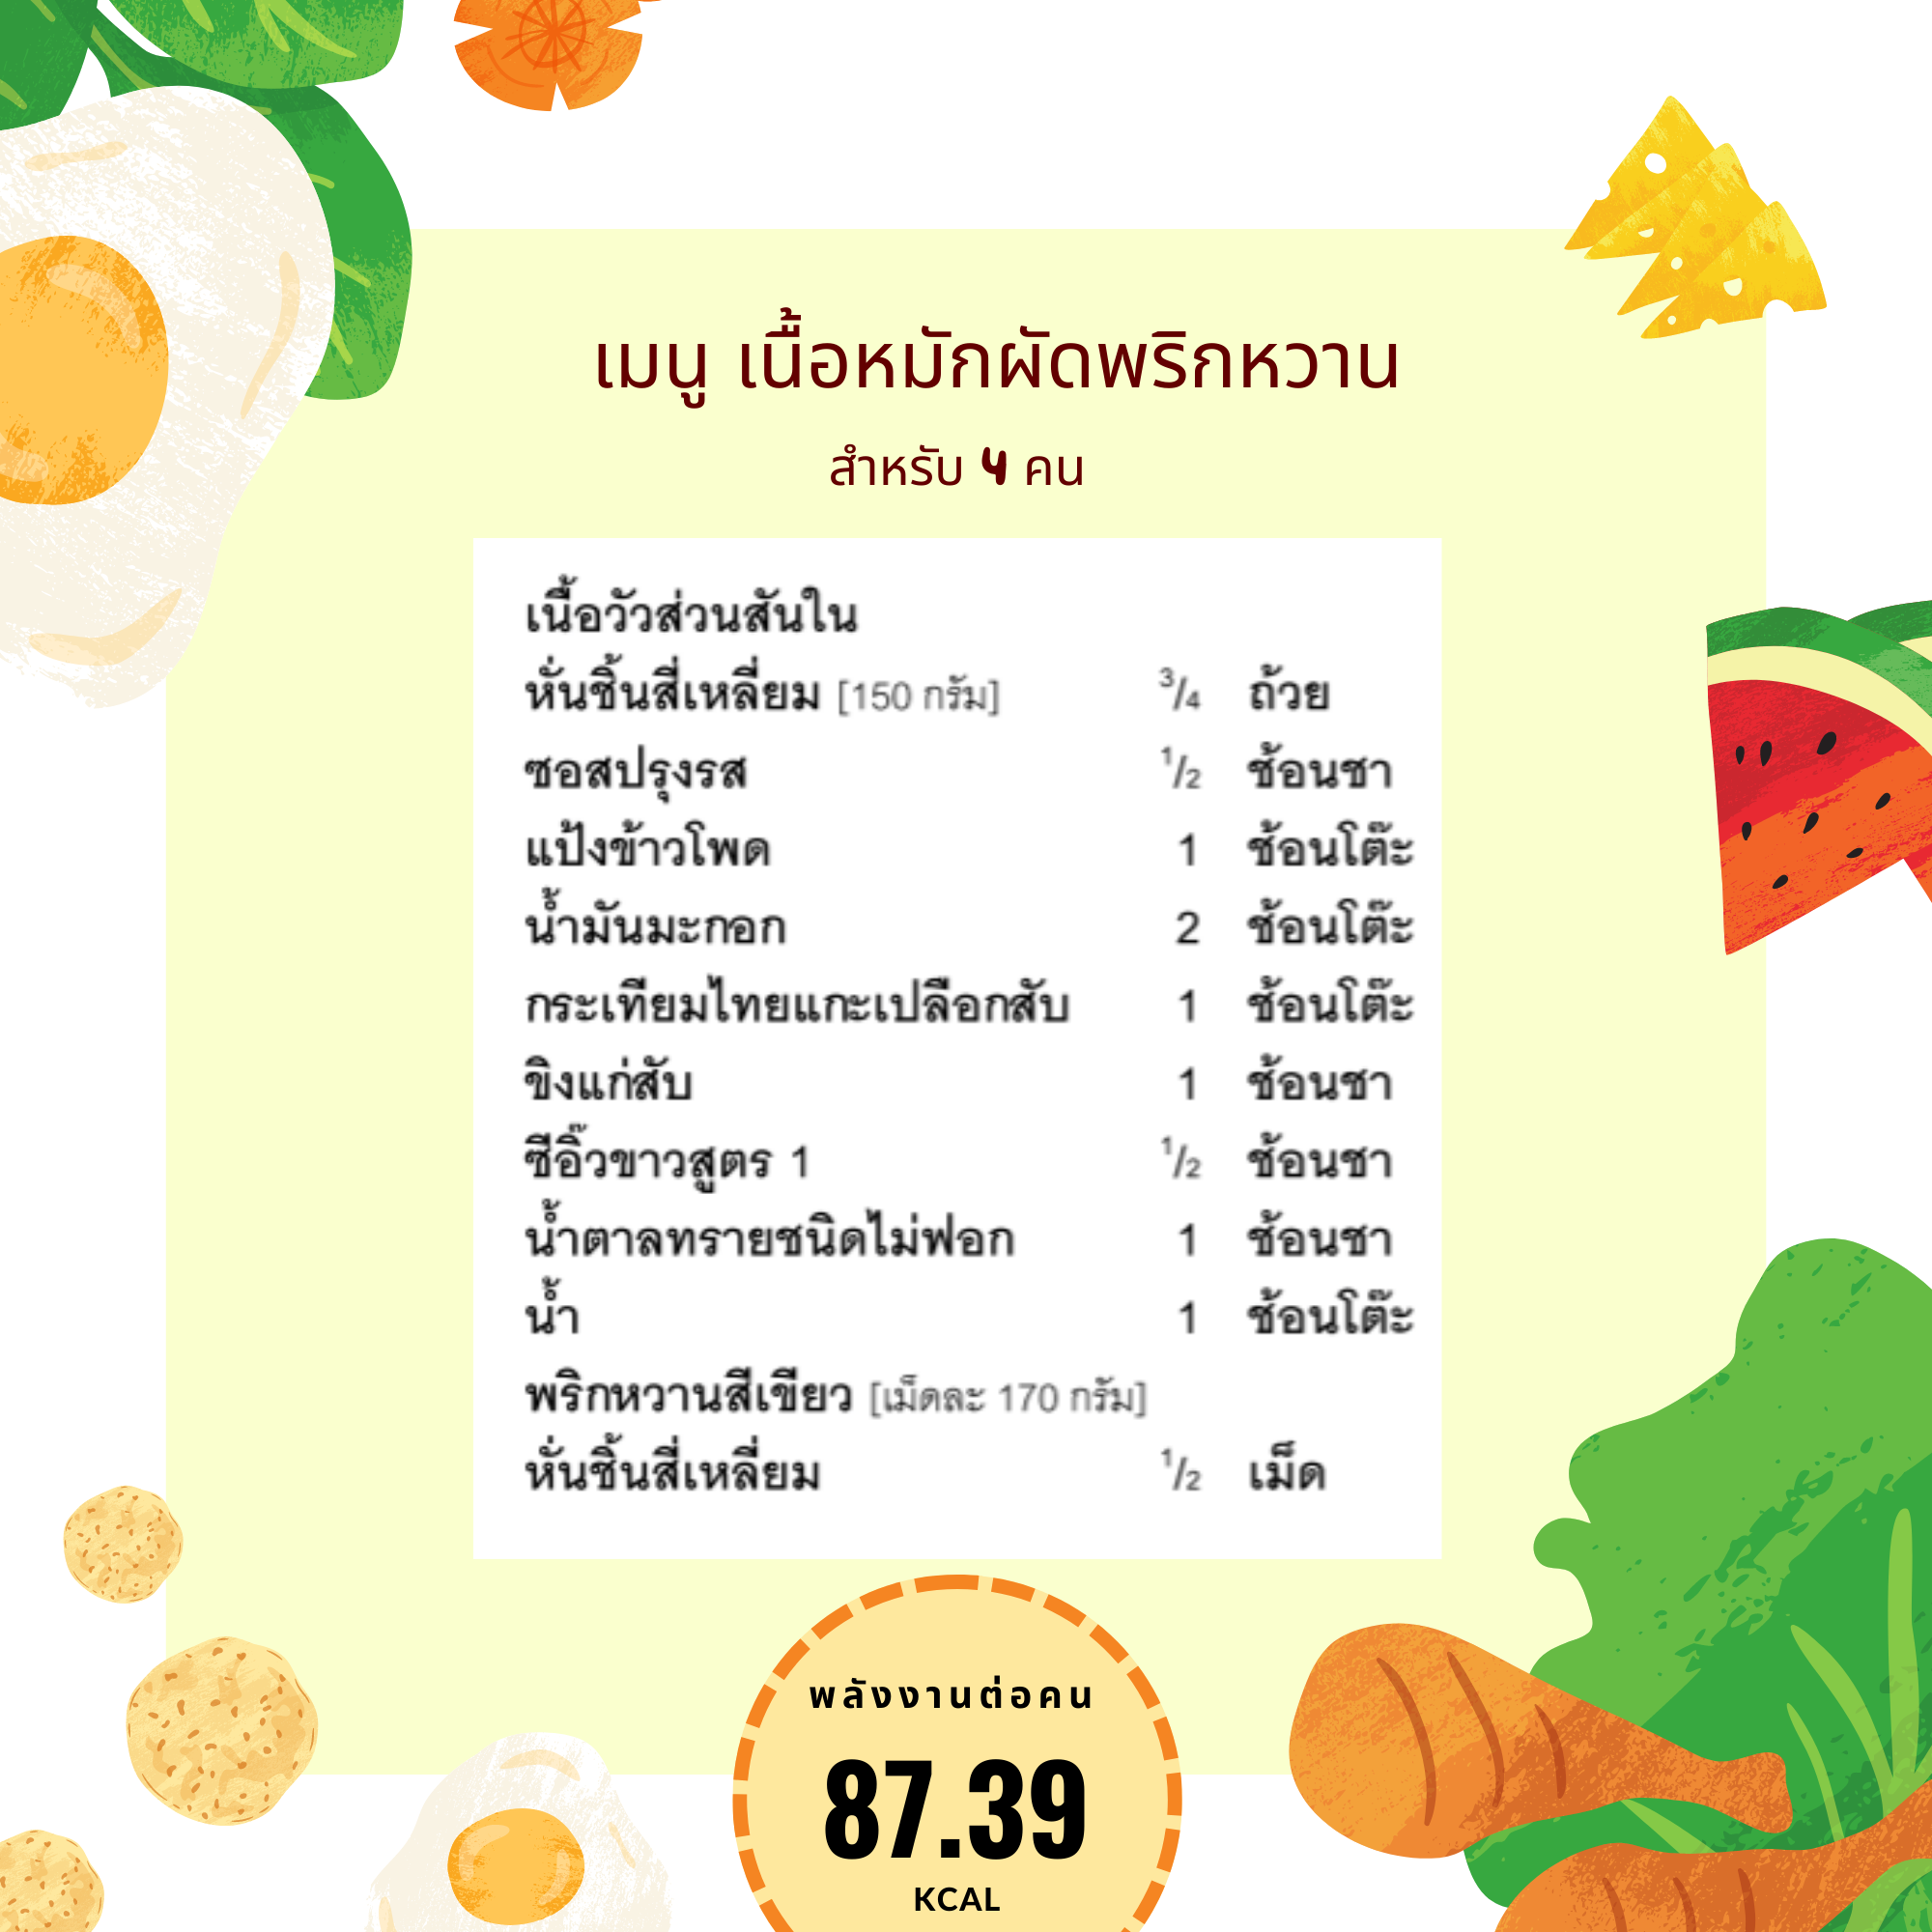 เมนู เนื้อหมักผัดพริกหวาน
สำหรับ 4 คน
เนื้อวัวส่วนสันใน
หั่นชิ้นสี่เหลี่ยม [150 กรัม] 3/4 ถ้วย
ซอสปรุงรส 1/2 ช้อนชา
แป้งข้าวโพด 1 ช้อนโต๊ะ
น้ำมันมะกอก 2 ช้อนโต๊ะ
กระเทียมไทยแกะเปลือกสับ 1 ช้อนโต๊ะ
ขิงแก่สับ 1 ช้อนชา
ซีอิ๊วขาวสูตร 1 1/2 ช้อนชา
น้ำตาลทรายชนิดไม่ฟอก 1 ช้อนชา
น้ำ 1 ช้อนโต๊ะ
พริกหวานสีเขียว [เม็ดละ 170 กรัม]
หั่นชิ้นสี่เหลี่ยม 1/2 เม็ด
พลังงานต่อคน
87.39
KCAL